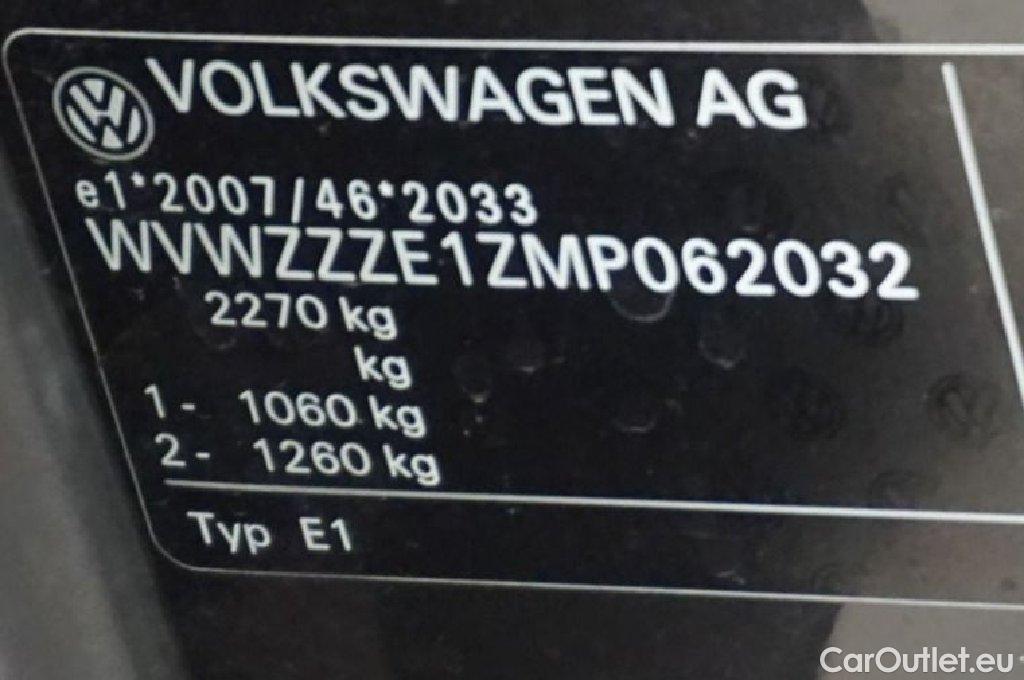 VOLKSWAGEN AG
e1*2007/46*2033
WVWZZZE1ZMP062032
2270 kg
kg
1- 1060 kg
2- 1260 kg
Typ E1
CarOutlet.eu